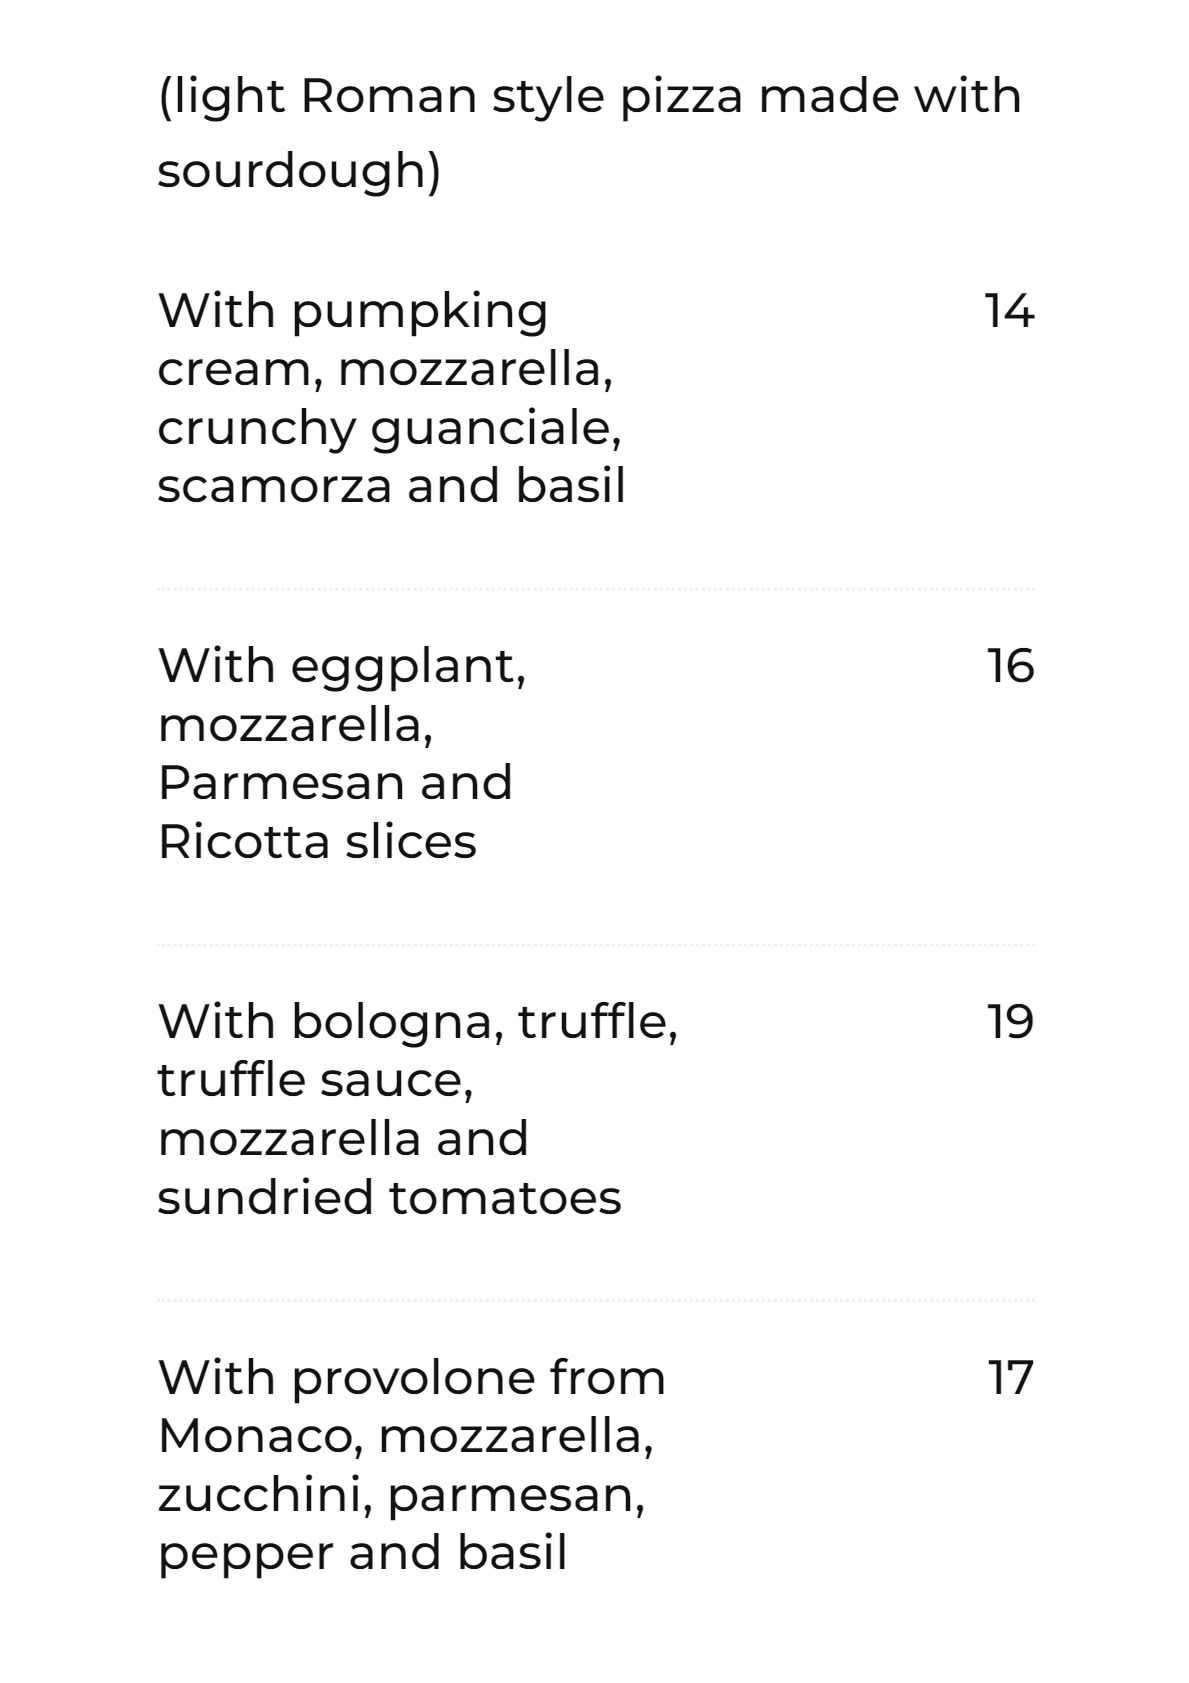 (light Roman style pizza made with
sourdough)
With pumpking 14
cream, mozzarella,
crunchy guanciale,
scamorza and basil
With eggplant, 16
mozzarella,
Parmesan and
Ricotta slices
With bologna, truffle, 19
truffle sauce,
mozzarella and
sundried tomatoes
With provolone from 17
Monaco, mozzarella,
zucchini, parmesan,
pepper and basil